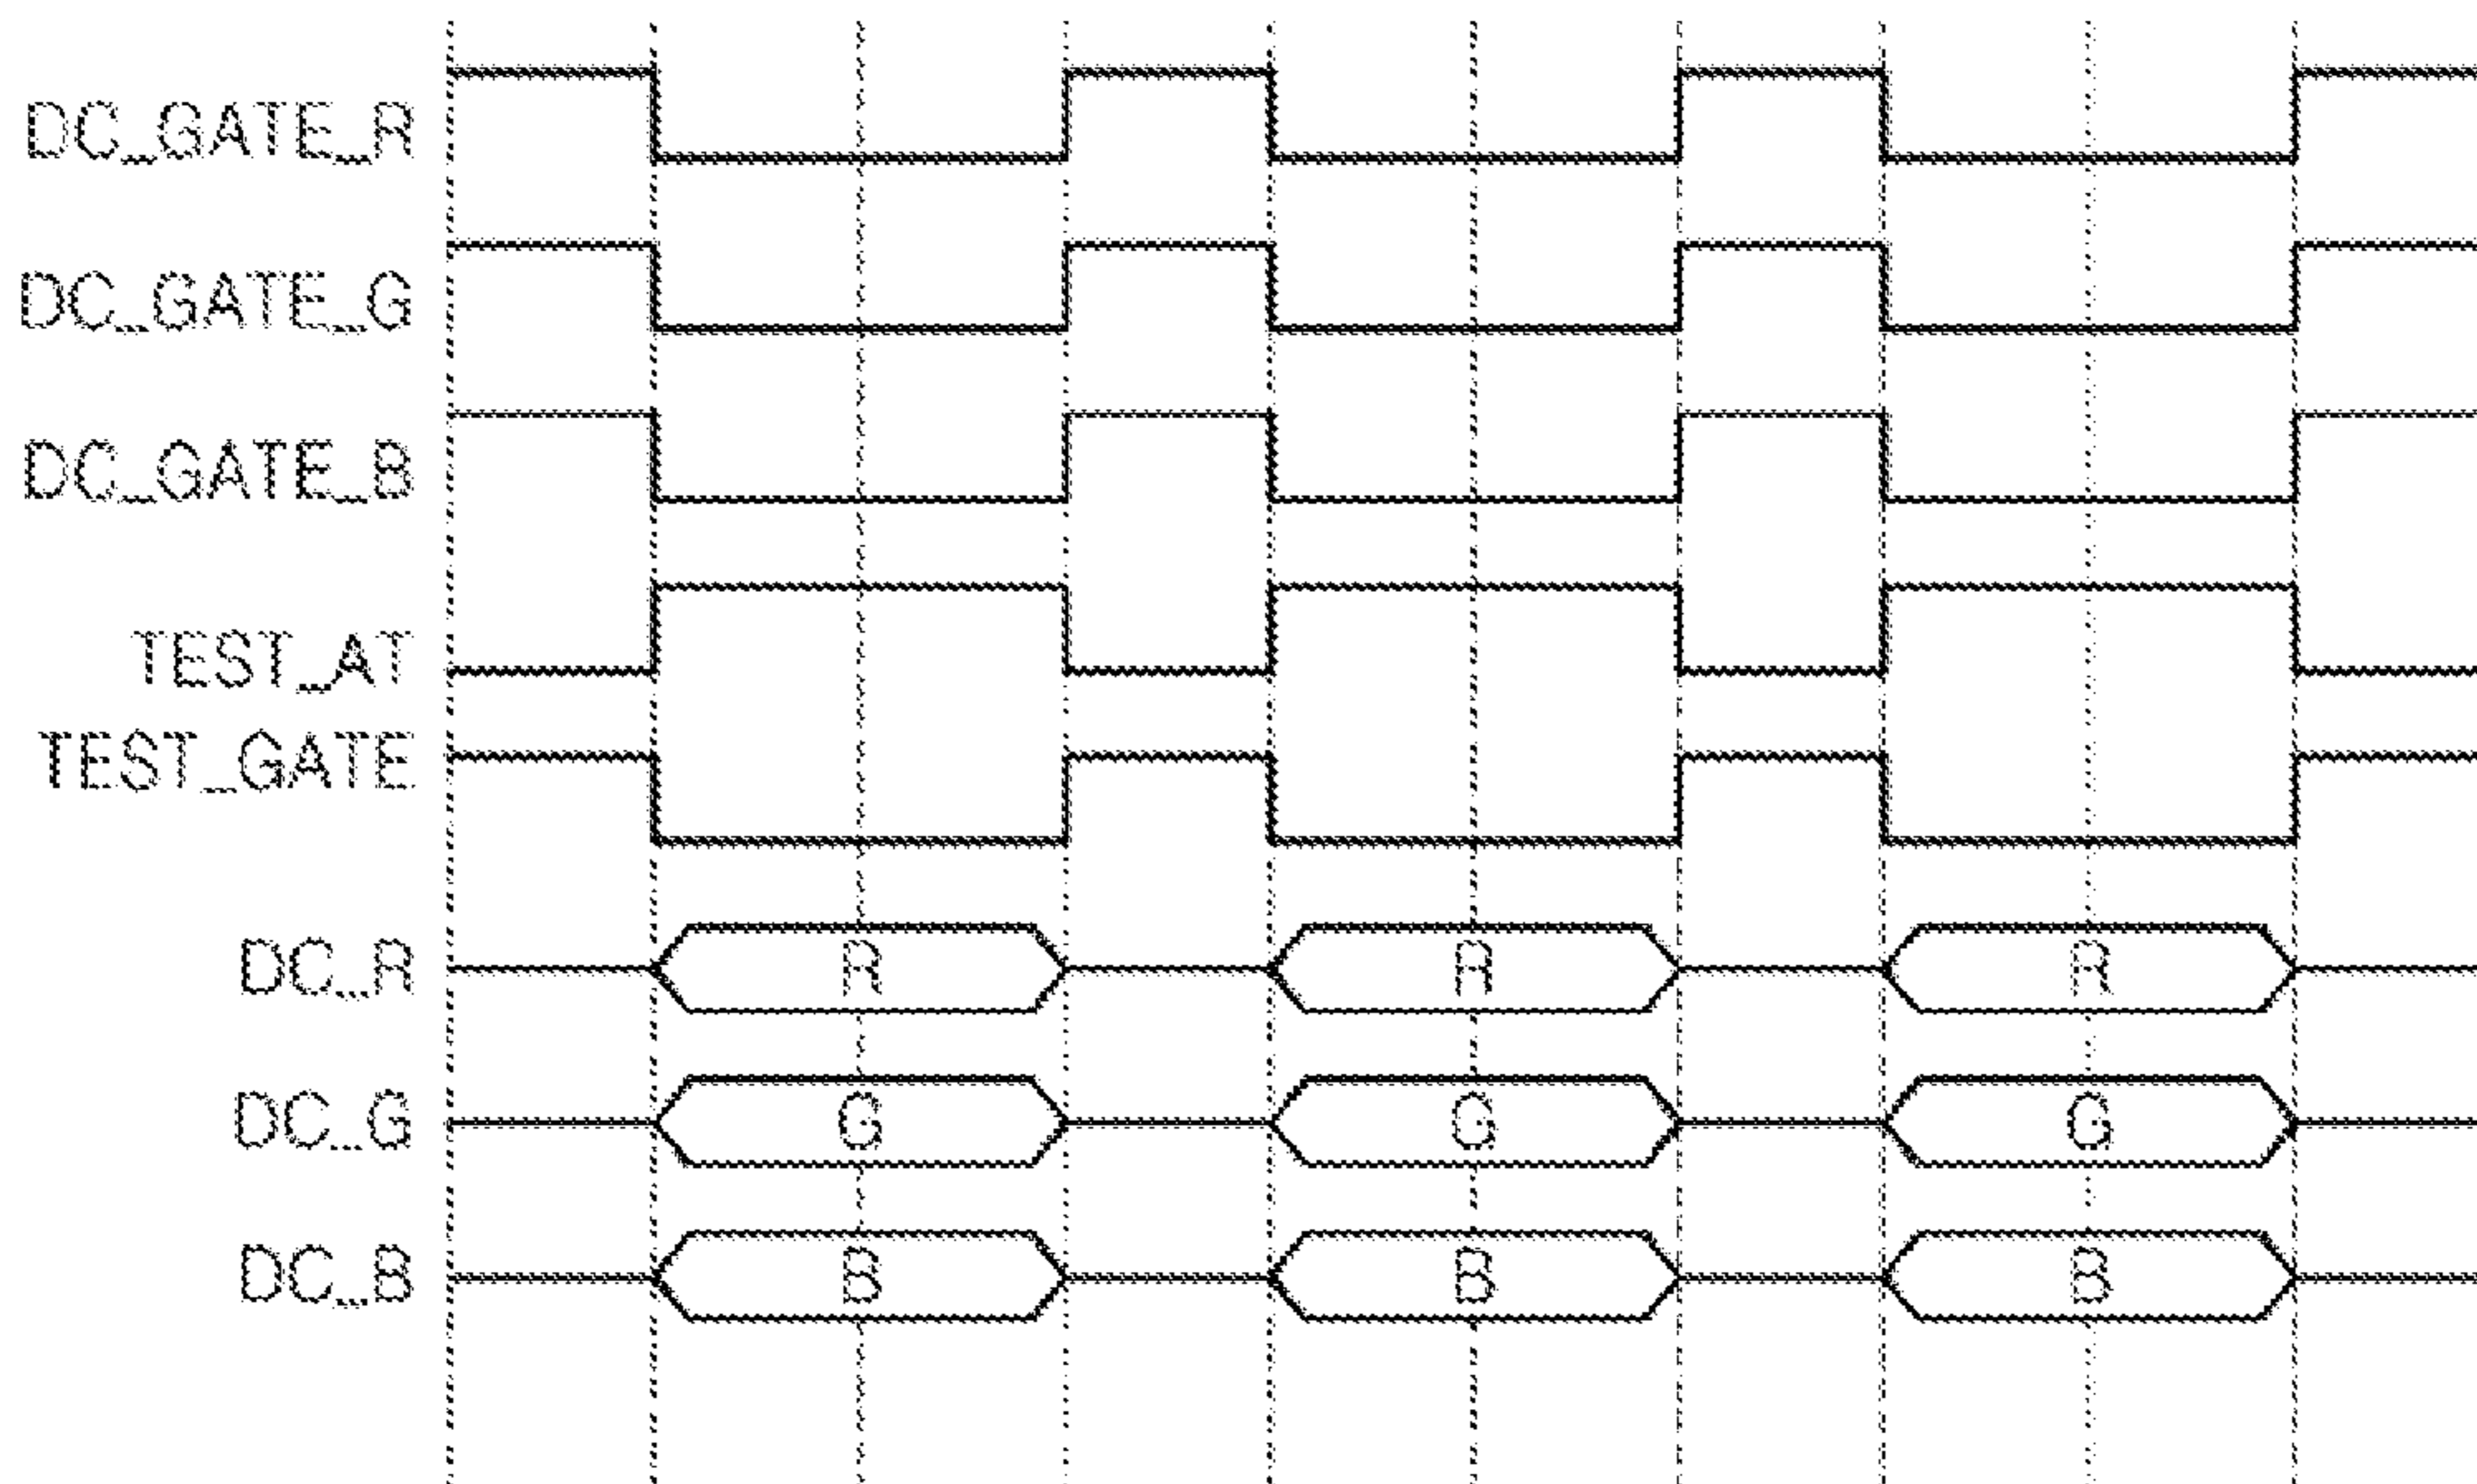 DC_GATE_R
DC_GATE_G
DC_GATE_B
TEST_AT
TEST_GATE
DC_R R R R
DC_G G G G
DC_B B B B